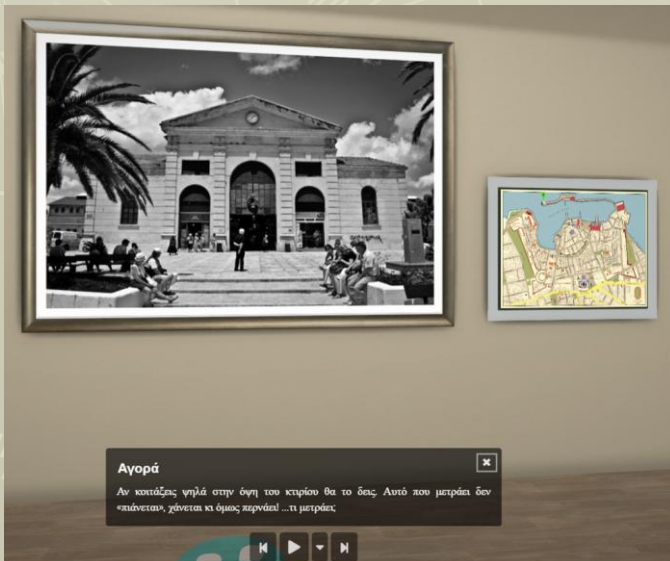 Αγορά
Αν κοιτάξεις ψηλά στην όψη του κτιρίου θα το δεις. Αυτό που μετράει δεν
«πιάνεται», χάνεται κι όμως περνάει! ...τι μετράει;